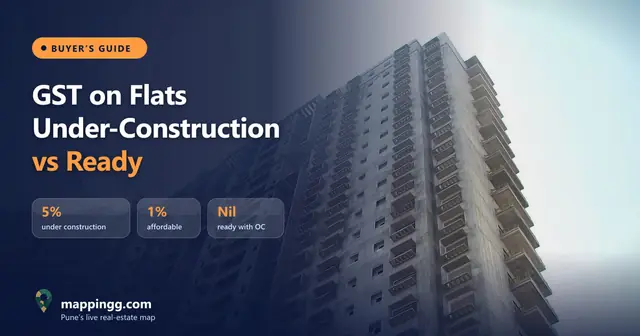 BUYER'S GUIDE
GST on Flats
Under-Construction
vs Ready
5%
under construction
1%
affordable
Nil
ready with OC
mappingg.com
Pune's live real-estate map